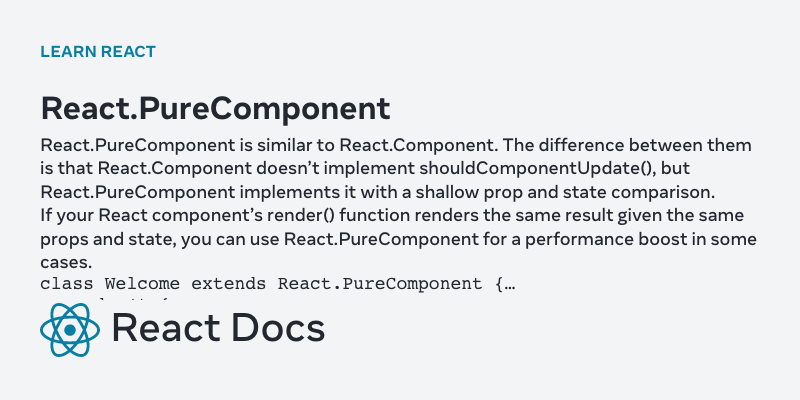 LEARN REACT
React.PureComponent
React.PureComponent is similar to React.Component. The difference between them
is that React.Component doesn’t implement shouldComponentUpdate(), but
React.PureComponent implements it with a shallow prop and state comparison.
If your React component’s render() function renders the same result given the same
props and state, you can use React.PureComponent for a performance boost in some
cases.
class Welcome extends React.PureComponent {…
React Docs